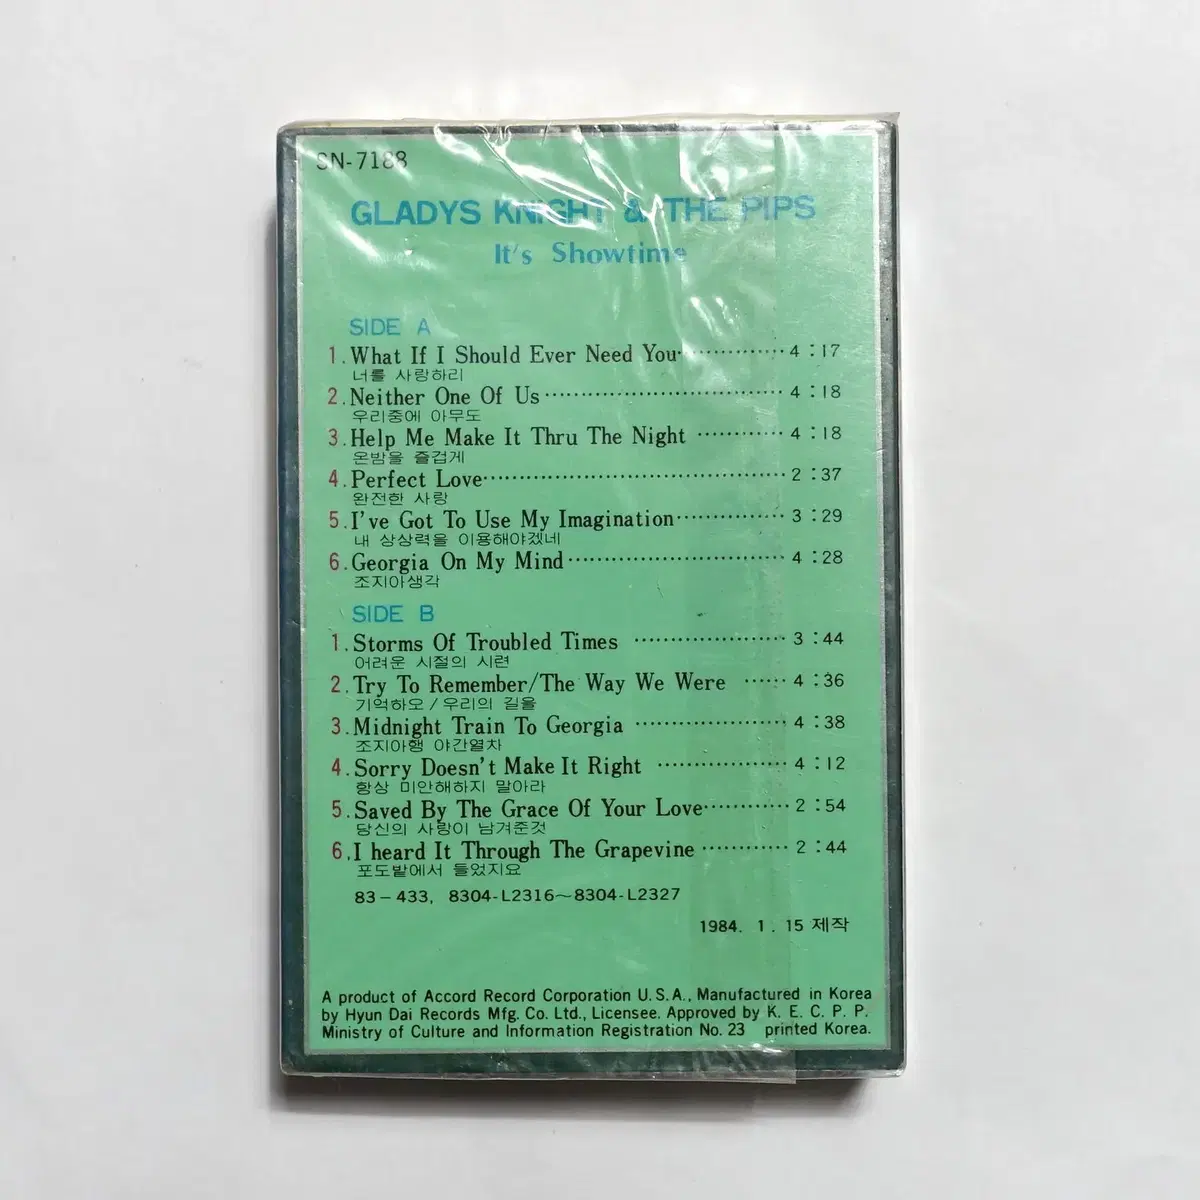 SN-7188
GLADYS KNIGHT & THE PIPS
It's Showtime
SIDE A
1. What If I Should Ever Need You 4:17
너를 사랑하리
2. Neither One Of Us 4:18
우리중에 아무도
3. Help Me Make It Thru The Night 4:18
온밤을 즐겁게
4. Perfect Love 2:37
완전한 사랑
5. I've Got To Use My Imagination 3:29
내 상상력을 이용해야겠네
6. Georgia On My Mind 4:28
조지아생각
SIDE B
1. Storms Of Troubled Times 3:44
어려운 시절의 시련
2. Try To Remember/The Way We Were 4:36
기억하오/우리의 길을
3. Midnight Train To Georgia 4:38
조지아행 야간열차
4. Sorry Doesn't Make It Right 4:12
항상 미안해하지 말아라
5. Saved By The Grace Of Your Love 2:54
당신의 사랑이 남겨준것
6. I heard It Through The Grapevine 2:44
포도밭에서 들었지요
83-433, 8304-L2316~8304-L2327
1984. 1. 15 제작
A product of Accord Record Corporation U.S.A., Manufactured in Korea
by Hyun Dai Records Mfg. Co. Ltd., Licensee. Approved by K. E. C. P. P.
Ministry of Culture and Information Registration No. 23 printed Korea.